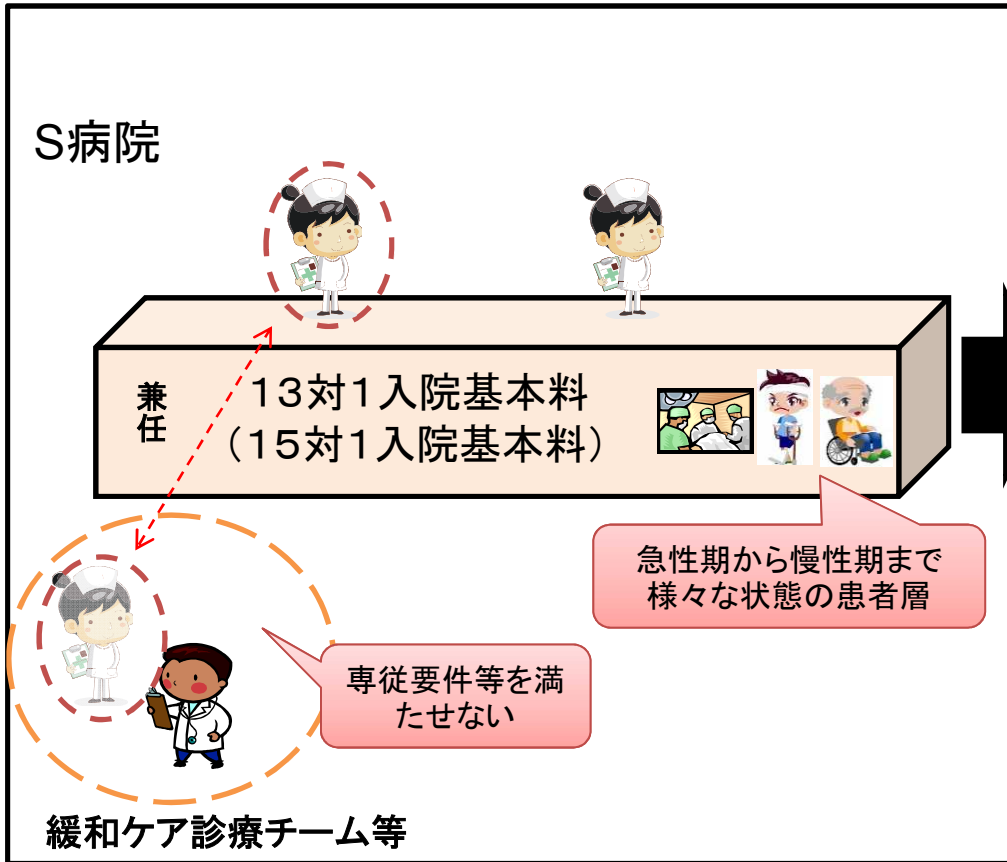 S病院
兼任
13対1入院基本料
(15対1入院基本料)
急性期から慢性期まで
様々な状態の患者層
専従要件等を満
たせない
緩和ケア診療チーム等